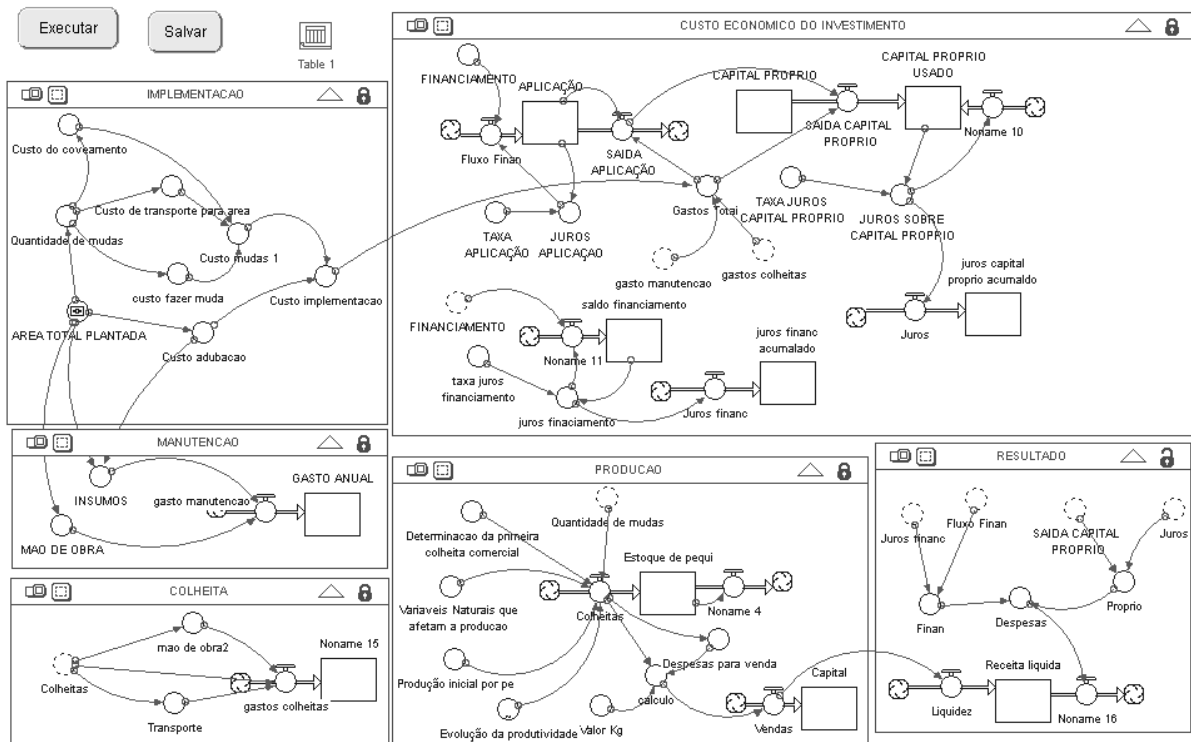 Executar
Salvar
Table 1
IMPLEMENTACAO
Custo do coveamento
Custo de transporte para area
Quantidade de mudas
Custo mudas 1
custo fazer muda
Custo implementacao
AREA TOTAL PLANTADA
Custo adubacao
CUSTO ECONOMICO DO INVESTIMENTO
FINANCIAMENTO
APLICAÇÃO
CAPITAL PROPRIO
CAPITAL PROPRIO
USADO
Fluxo Finan
SAIDA
APLICAÇÃO
SAIDA CAPITAL
PROPRIO
Noname 10
TAXA
APLICAÇÃO
JUROS
APLICAÇAO
Gastos Totai
TAXA JUROS
CAPITAL PROPRIO
JUROS SOBRE
CAPITAL PROPRIO
gasto manutencao
gastos colheitas
juros capital
proprio acumaldo
Juros
FINANCIAMENTO
saldo financiamento
Noname 11
taxa juros
financiamento
juros finaciamento
juros financ
acumalado
Juros financ
MANUTENCAO
INSUMOS
gasto manutencao
GASTO ANUAL
MAO DE OBRA
COLHEITA
Colheitas
mao de obra2
Transporte
gastos colheitas
Noname 15
PRODUCAO
Determinacao da primeira
colheita comercial
Quantidade de mudas
Estoque de pequi
Variaveis Naturais que
afetam a producao
Colheitas
Noname 4
Produção inicial por pe
Despesas para venda
calculo
Capital
Evolução da produtividade
Valor Kg
Vendas
RESULTADO
Juros financ
Fluxo Finan
SAIDA CAPITAL
PROPRIO
Juros
Finan
Despesas
Proprio
Receita liquida
Liquidez
Noname 16